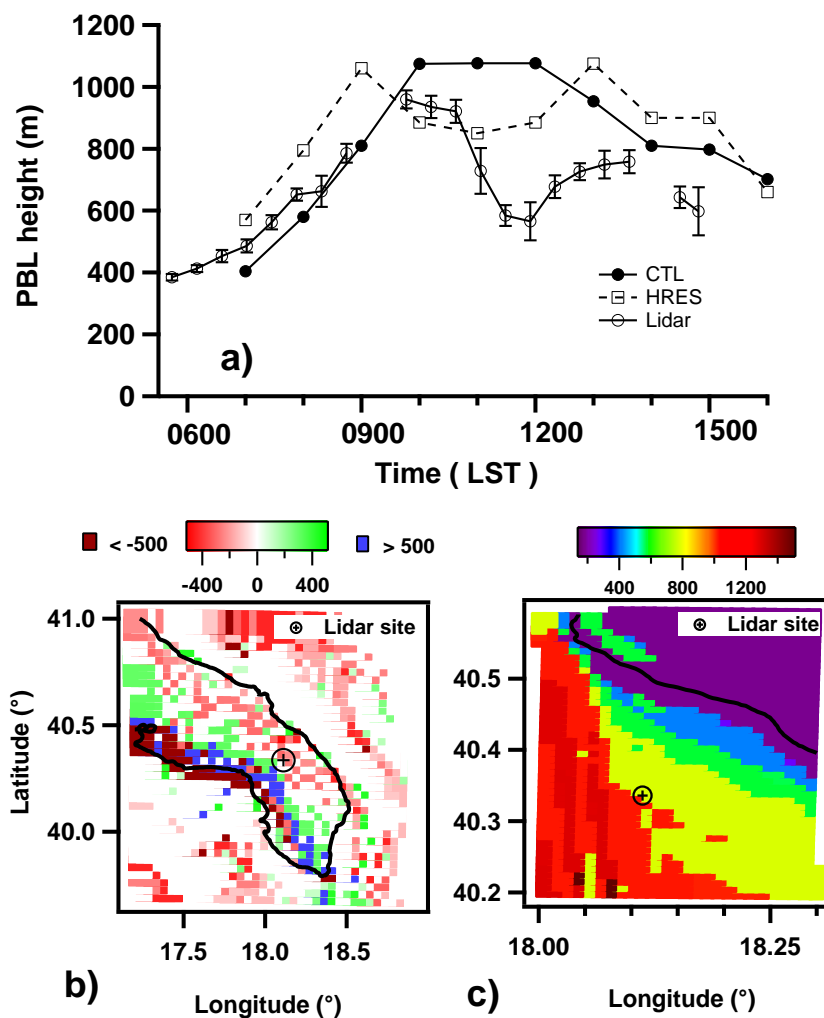 1200
1000
800
600
400
200
0
PBL height (m)
CTL
HRES
Lidar
a)
0600 0900 1200 1500
Time ( LST )
< -500
-400 0 400
> 500
400 800 1200
Lidar site
41.0
40.5
40.0
Latitude (°)
17.5 18.0 18.5
Longitude (°)
b)
Lidar site
40.5
40.4
40.3
40.2
18.00 18.25
Longitude (°)
c)